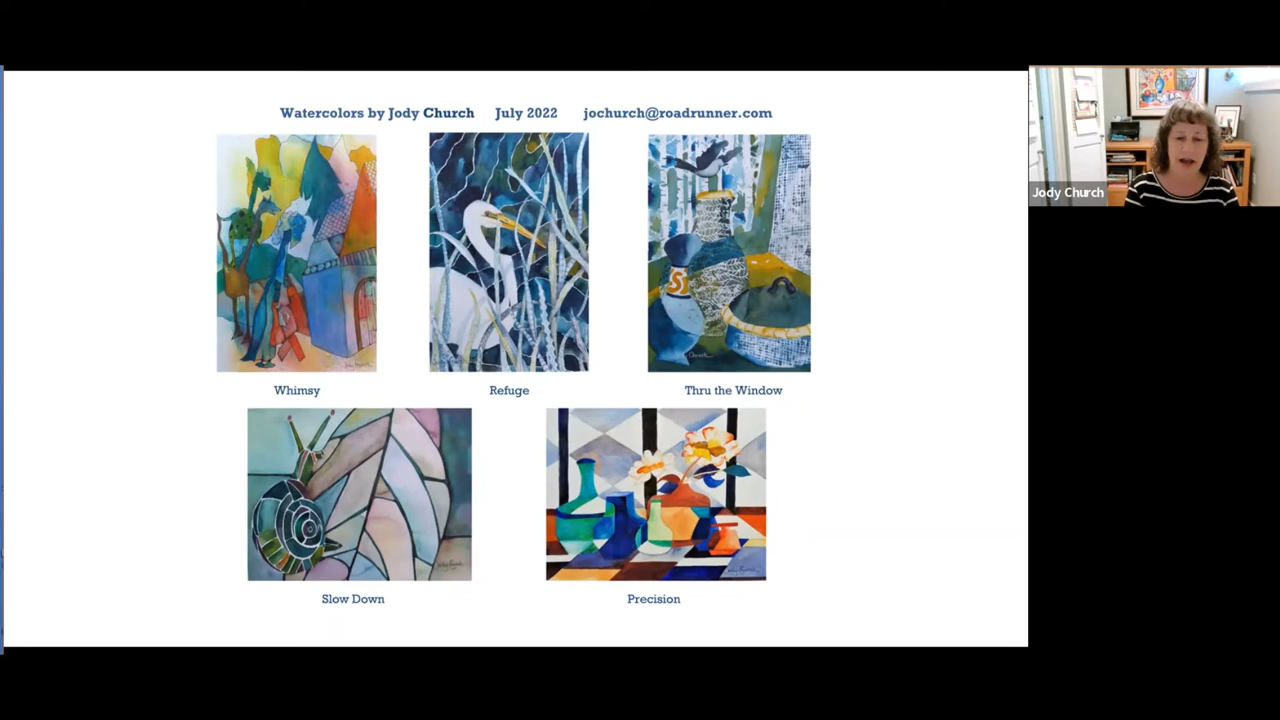 Watercolors by Jody Church July 2022 jochurch@roadrunner.com
Whimsy
Refuge
Thru the Window
Slow Down
Precision
Jody Church